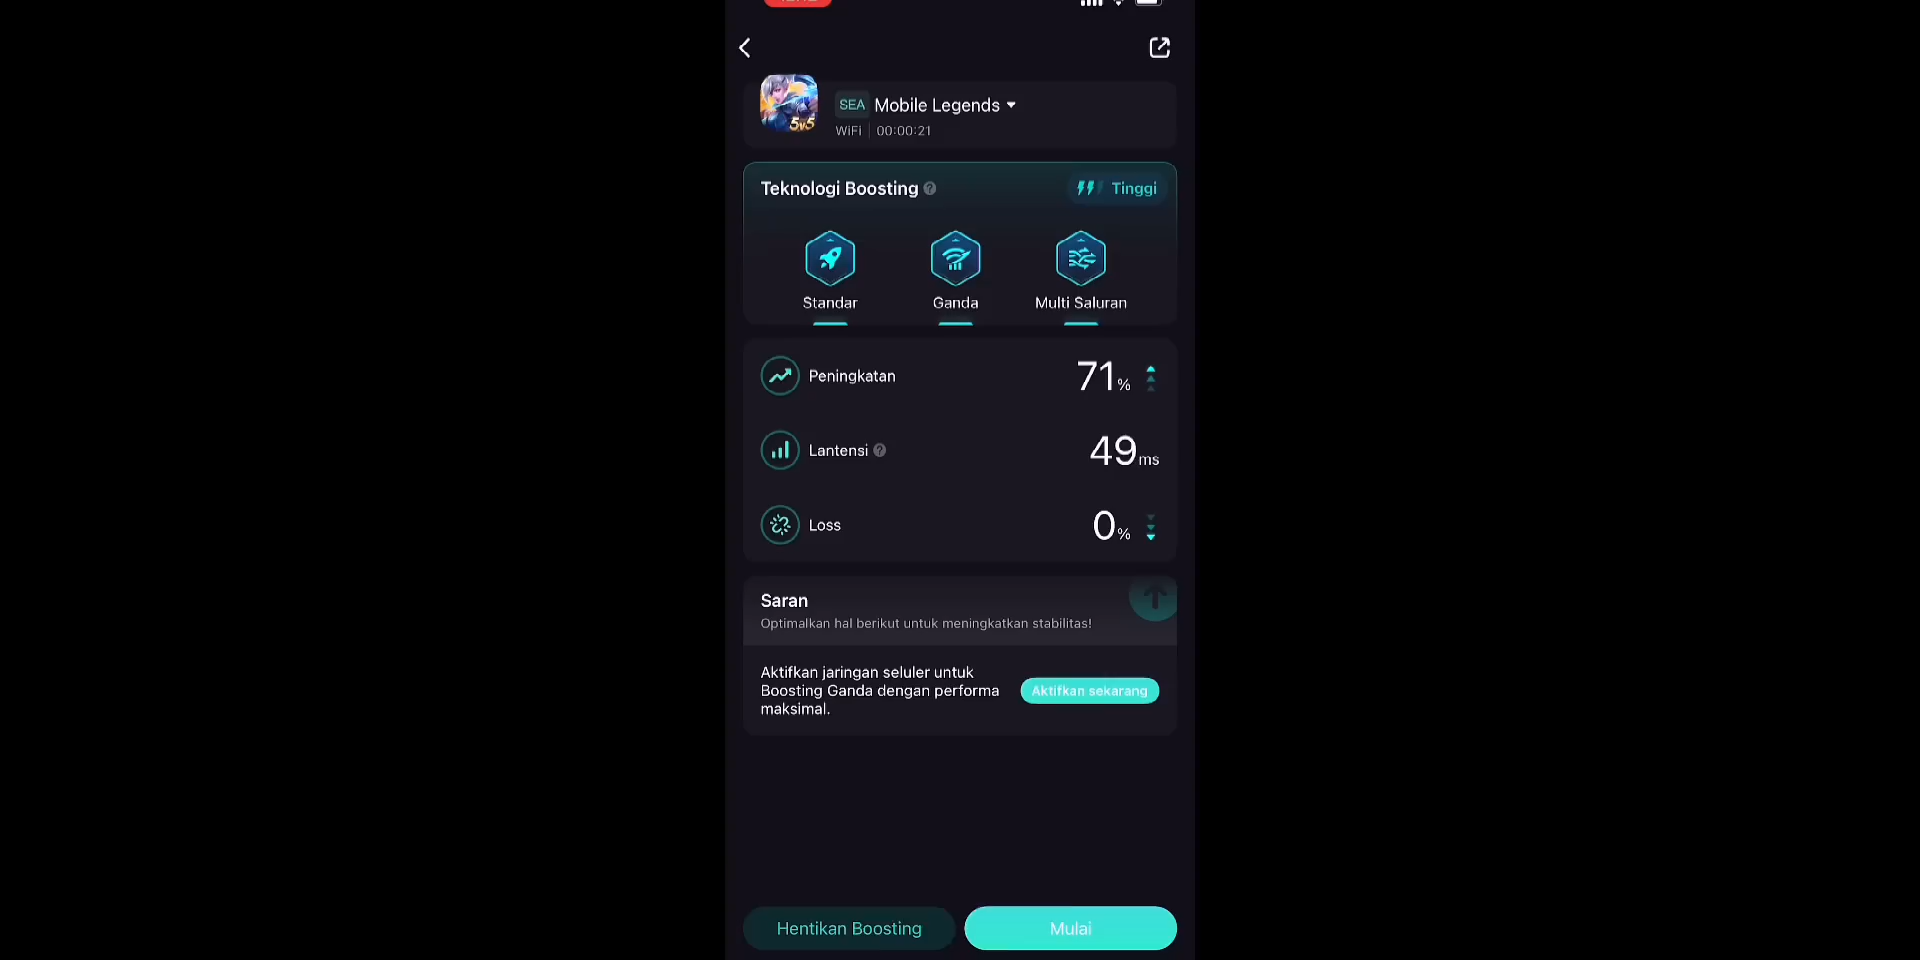 SEA Mobile Legends
WiFi 00:00:21
5v5
Teknologi Boosting
Tinggi
Standar Ganda Multi Saluran
Peningkatan 71%
Lantensi 49ms
Loss 0%
Saran
Optimalkan hal berikut untuk meningkatkan stabilitas!
Aktifkan jaringan seluler untuk
Boosting Ganda dengan performa
maksimal.
Aktifkan sekarang
Hentikan Boosting Mulai